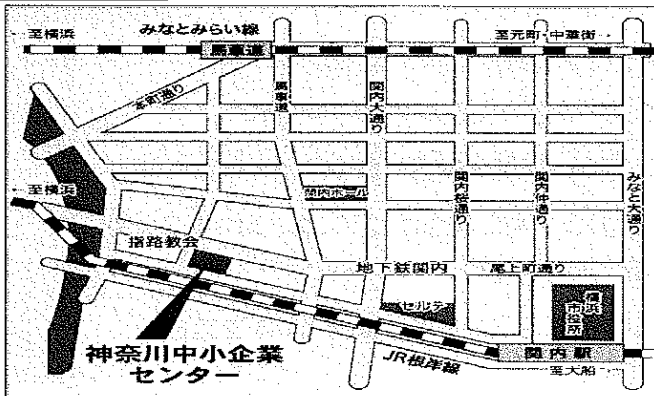 至横浜
みなとみらい線
至元町・中華街
馬車道
本町通り
馬車道
関内大通り
関内桜通り
関内仲通り
みなと大通り
至横浜
関内ホール
指路教会
地下鉄関内
尾上町通り
セルテ
横浜
市役所
神奈川中小企業
センター
JR根岸線
関内駅
至大船